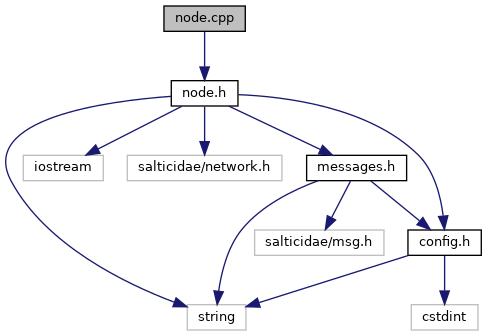 node.cpp
node.h
iostream
salticidae/network.h
messages.h
salticidae/msg.h
config.h
string
cstdint